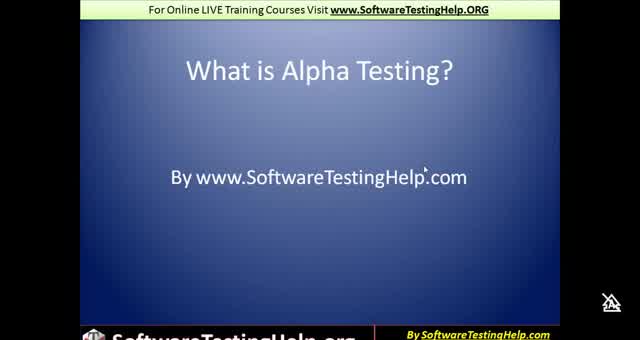 For Online LIVE Training Courses Visit www.SoftwareTestingHelp.ORG
What is Alpha Testing?
By www.SoftwareTestingHelp.com
SoftwareTestingHelp.org
By SoftwareTestingHelp.com